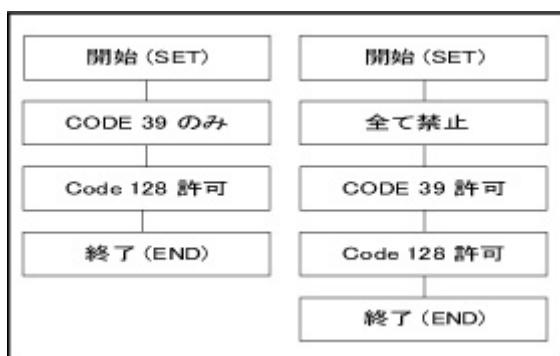 開始（SET）
CODE 39 のみ
Code 128 許可
終了（END）
開始（SET）
全て禁止
CODE 39 許可
Code 128 許可
終了（END）